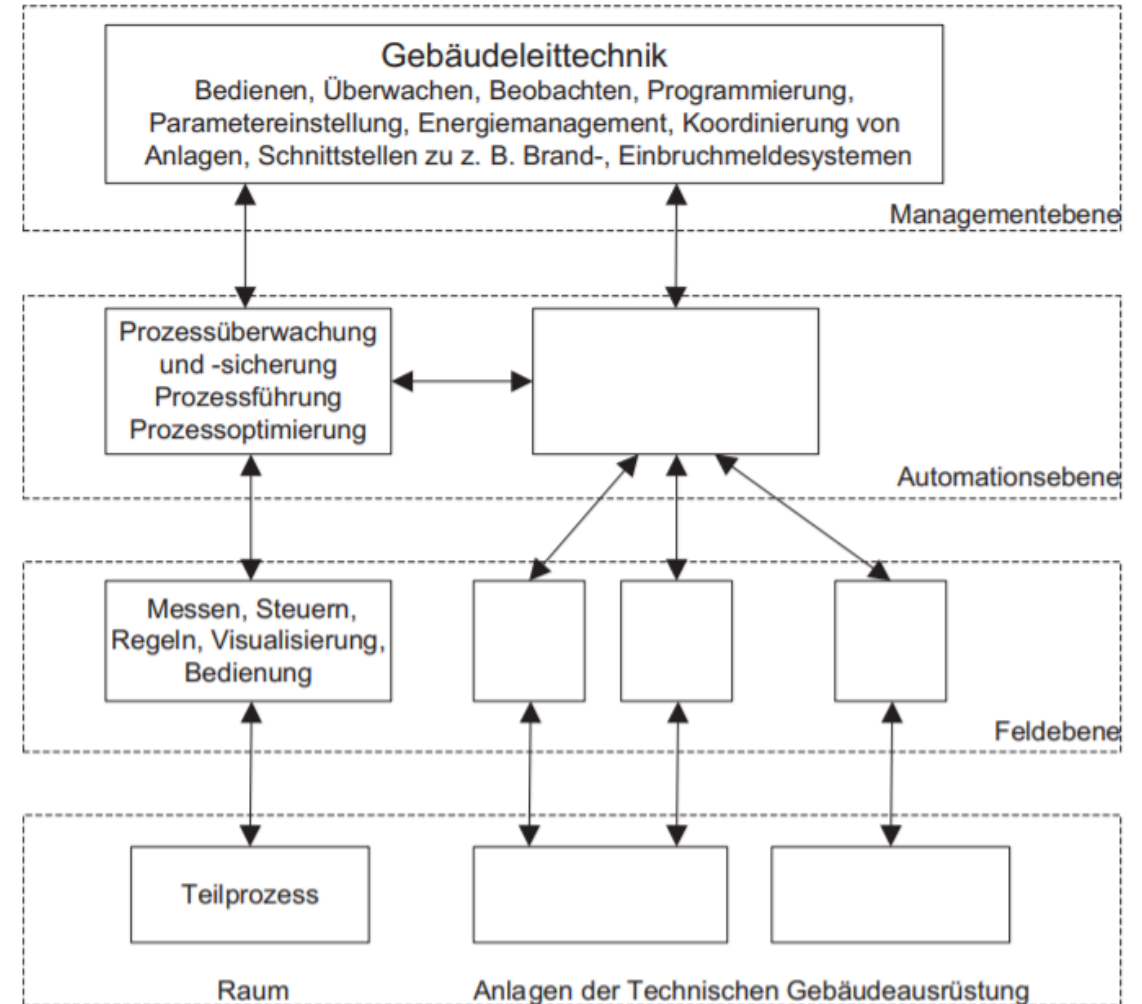 Gebäudeleittechnik
Bedienen, Überwachen, Beobachten, Programmierung,
Parametereinstellung, Energiemanagement, Koordinierung von
Anlagen, Schnittstellen zu z. B. Brand-, Einbruchmeldesystemen
Managementebene
Prozessüberwachung
und -sicherung
Prozessführung
Prozessoptimierung
Automationsebene
Messen, Steuern,
Regeln, Visualisierung,
Bedienung
Feldebene
Teilprozess
Raum
Anlagen der Technischen Gebäudeausrüstung